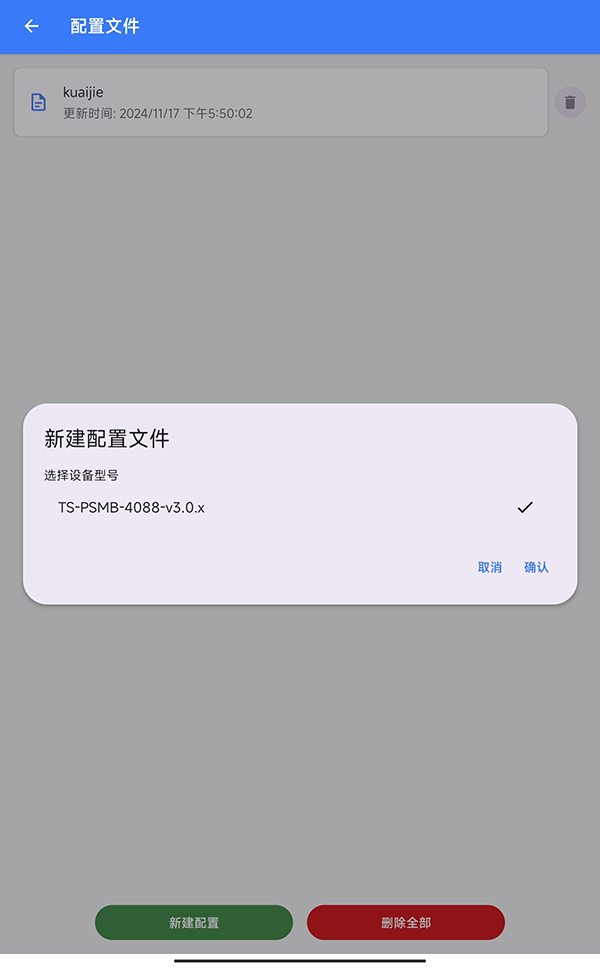 配置文件
kuaijie
更新时间: 2024/11/17 下午5:50:02
新建配置文件
选择设备型号
TS-PSMB-4088-v3.0.x
取消 确认
新建配置 删除全部